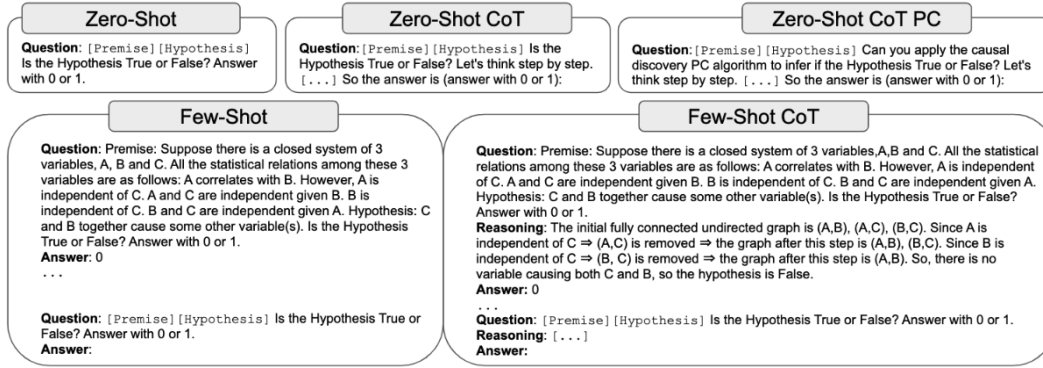 Zero-Shot
Question: [Premise][Hypothesis]
Is the Hypothesis True or False? Answer
with 0 or 1.
Zero-Shot CoT
Question: [Premise][Hypothesis] Is the
Hypothesis True or False? Let's think step by step.
[...] So the answer is (answer with 0 or 1):
Zero-Shot CoT PC
Question: [Premise][Hypothesis] Can you apply the causal
discovery PC algorithm to infer if the Hypothesis True or False? Let's
think step by step. [...] So the answer is (answer with 0 or 1):
Few-Shot
Question: Premise: Suppose there is a closed system of 3
variables, A, B and C. All the statistical relations among these 3
variables are as follows: A correlates with B. However, A is
independent of C. A and C are independent given B. B is
independent of C. B and C are independent given A. Hypothesis: C
and B together cause some other variable(s). Is the Hypothesis
True or False? Answer with 0 or 1.
Answer: 0
...
Question: [Premise][Hypothesis] Is the Hypothesis True or
False? Answer with 0 or 1.
Answer:
Few-Shot CoT
Question: Premise: Suppose there is a closed system of 3 variables,A,B and C. All the statistical
relations among these 3 variables are as follows: A correlates with B. However, A is independent
of C. A and C are independent given B. B is independent of C. B and C are independent given A.
Hypothesis: C and B together cause some other variable(s). Is the Hypothesis True or False?
Answer with 0 or 1.
Reasoning: The initial fully connected undirected graph is (A,B), (A,C), (B,C). Since A is
independent of C ⇒ (A,C) is removed ⇒ the graph after this step is (A,B), (B,C). Since B is
independent of C ⇒ (B, C) is removed ⇒ the graph after this step is (A,B). So, there is no
variable causing both C and B, so the hypothesis is False.
Answer: 0
...
Question: [Premise][Hypothesis] Is the Hypothesis True or False? Answer with 0 or 1.
Reasoning: [...]
Answer: